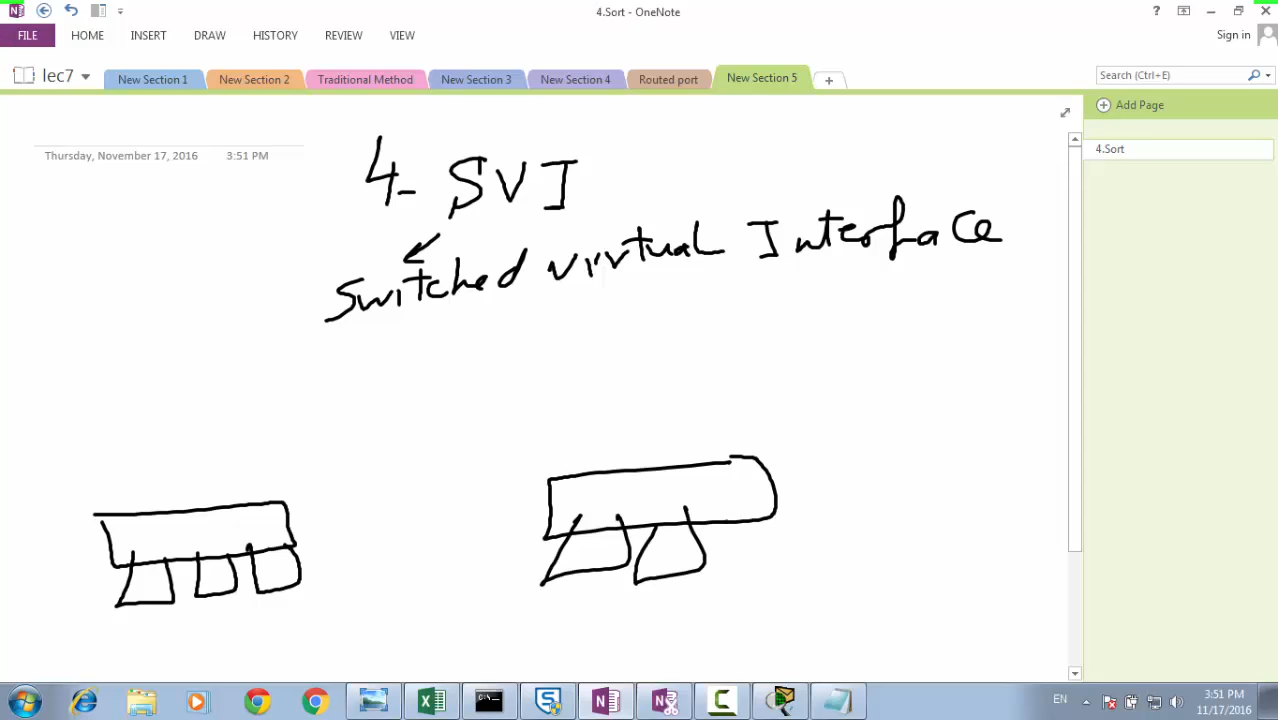 4.Sort - OneNote
Sign in
FILE HOME INSERT DRAW HISTORY REVIEW VIEW
lec7 New Section 1 New Section 2 Traditional Method New Section 3 New Section 4 Routed port New Section 5
Search (Ctrl+E)
Add Page
4.Sort
Thursday, November 17, 2016 3:51 PM
4- SVI
Switched virtual Interface
EN
3:51 PM
11/17/2016